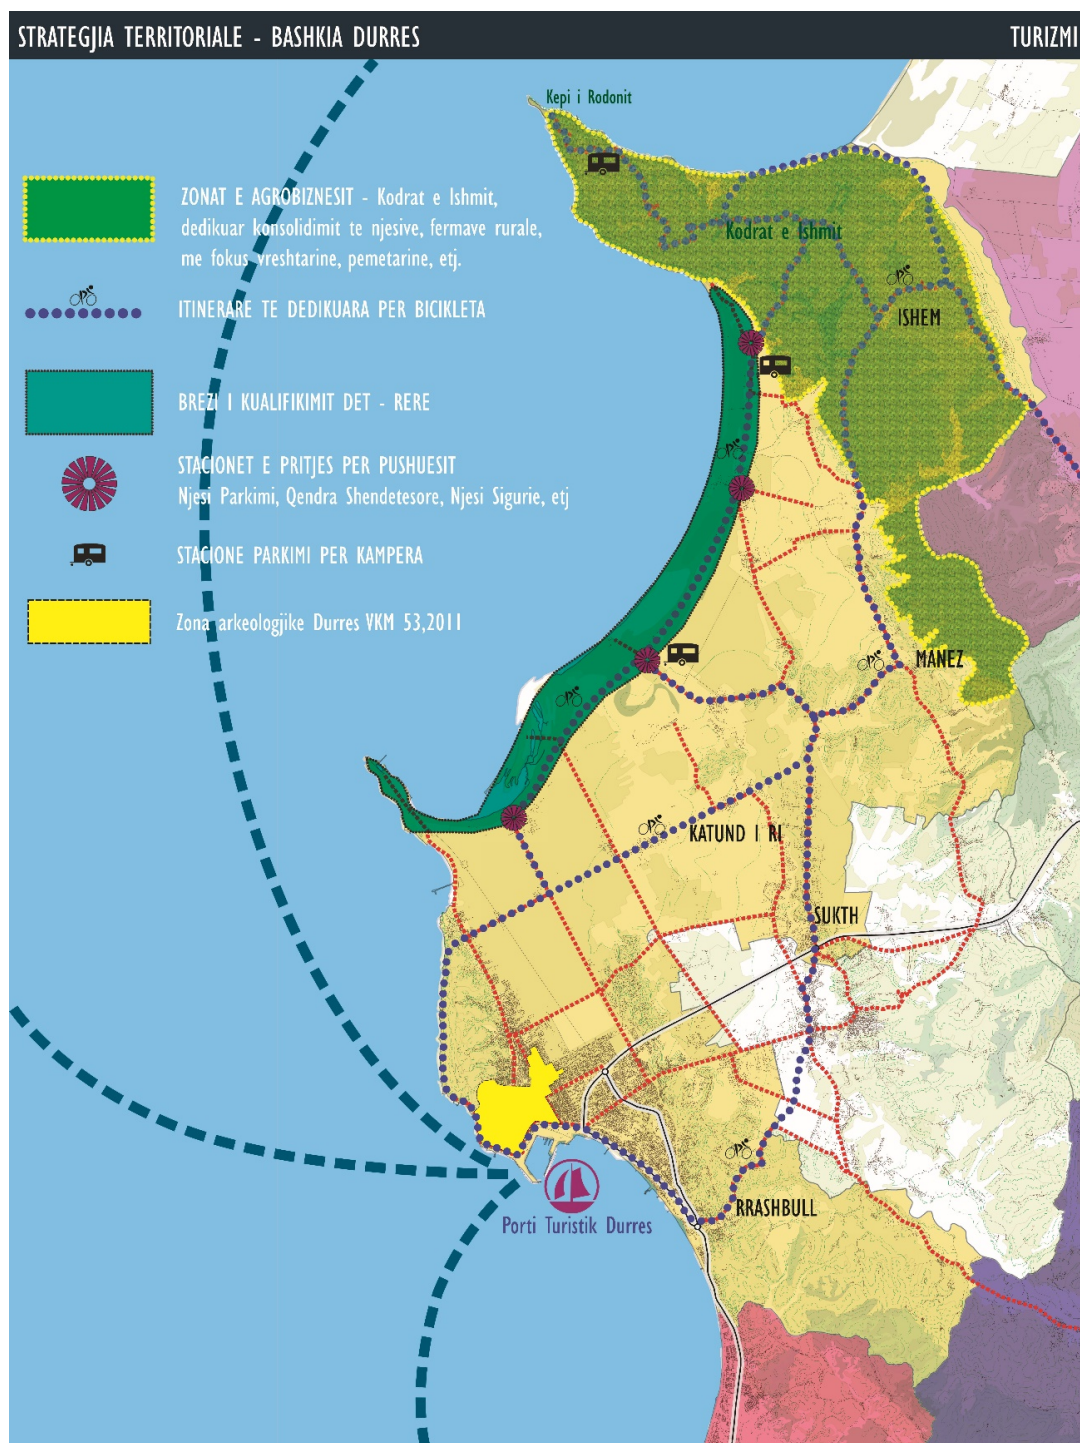 STRATEGJIA TERRITORIALE - BASHKIA DURRES
TURIZMI
Kepi i Rodonit
ZONAT E AGROBIZNESIT - Kodrat e Ishmit,
dedikuar konsolidimit te njesive, fermave rurale,
me fokus vreshtarine, pemetarine, etj.
Kodrat e Ishmit
ITINERARE TE DEDIKUARA PER BICIKLETA
ISHEM
BREZI I KUALIFIKIMIT DET - RERE
STACIONET E PRITJES PER PUSHUESIT
Njesi Parkimi, Qendra Shendetesore, Njesi Sigurie, etj
STACIONE PARKIMI PER KAMPERA
Zona arkeologjike Durres VKM 53,2011
MANEZ
KATUND I RI
SUKTH
RRASHBULL
Porti Turistik Durres